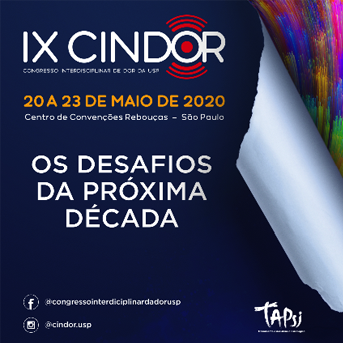 IX CINDOR
CONGRESSO INTERDISCIPLINAR DE DOR DA USP
20 A 23 DE MAIO DE 2020
Centro de Convenções Rebouças – São Paulo
OS DESAFIOS
DA PRÓXIMA
DÉCADA
@congressointerdiciplinardadorusp
@cindor.usp
TAPsi